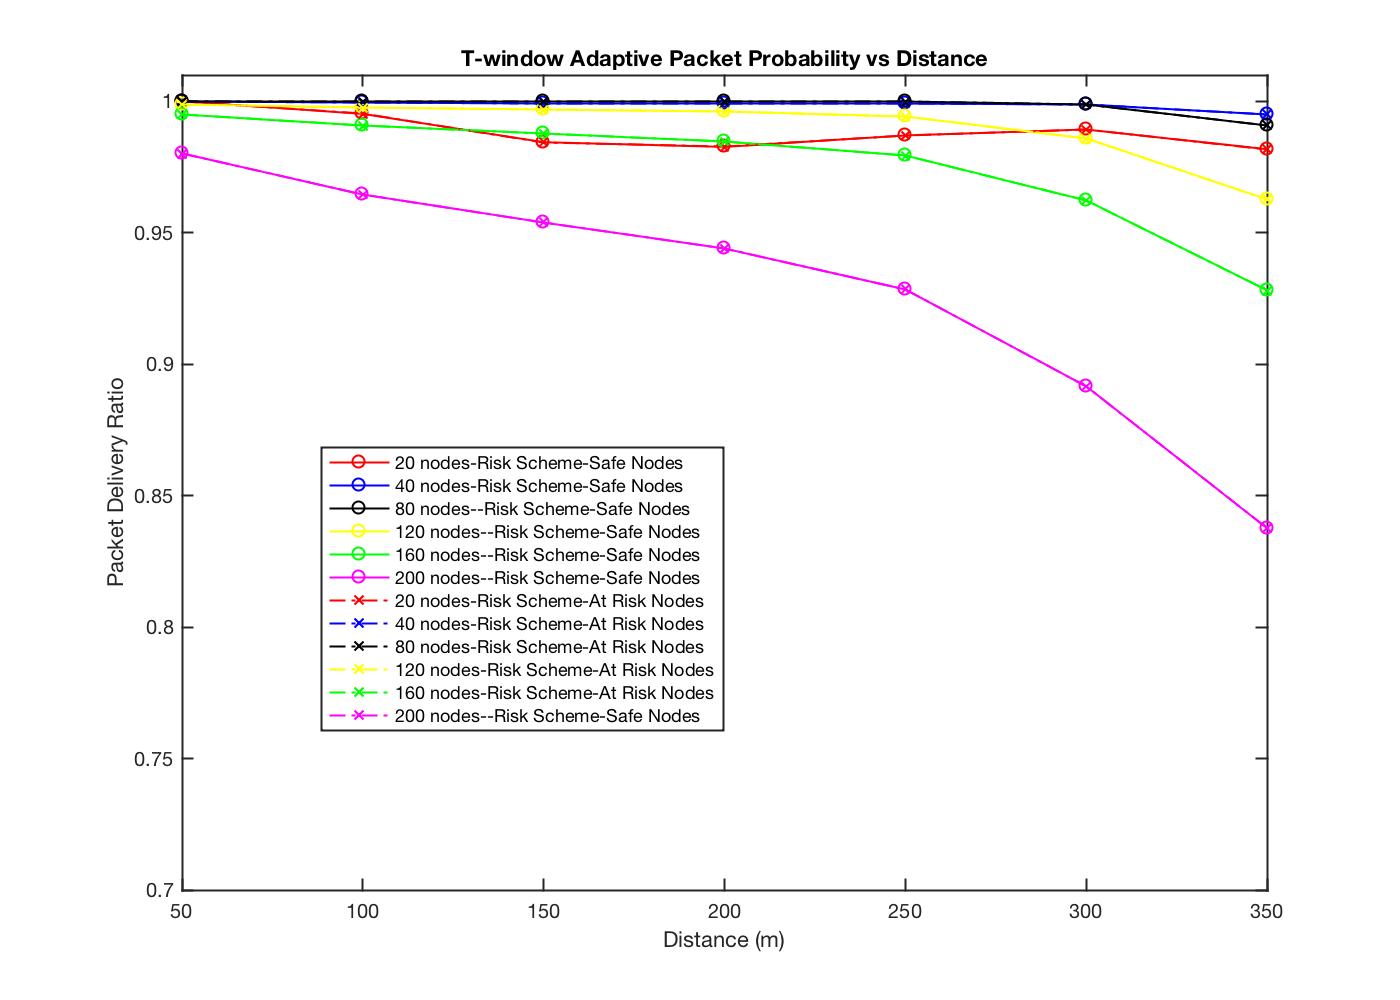 T-window Adaptive Packet Probability vs Distance
1
0.95
0.9
0.85
0.8
0.75
0.7
Packet Delivery Ratio
20 nodes-Risk Scheme-Safe Nodes
40 nodes-Risk Scheme-Safe Nodes
80 nodes--Risk Scheme-Safe Nodes
120 nodes--Risk Scheme-Safe Nodes
160 nodes--Risk Scheme-Safe Nodes
200 nodes--Risk Scheme-Safe Nodes
20 nodes-Risk Scheme-At Risk Nodes
40 nodes-Risk Scheme-At Risk Nodes
80 nodes-Risk Scheme-At Risk Nodes
120 nodes-Risk Scheme-At Risk Nodes
160 nodes-Risk Scheme-At Risk Nodes
200 nodes--Risk Scheme-Safe Nodes
50 100 150 200 250 300 350
Distance (m)